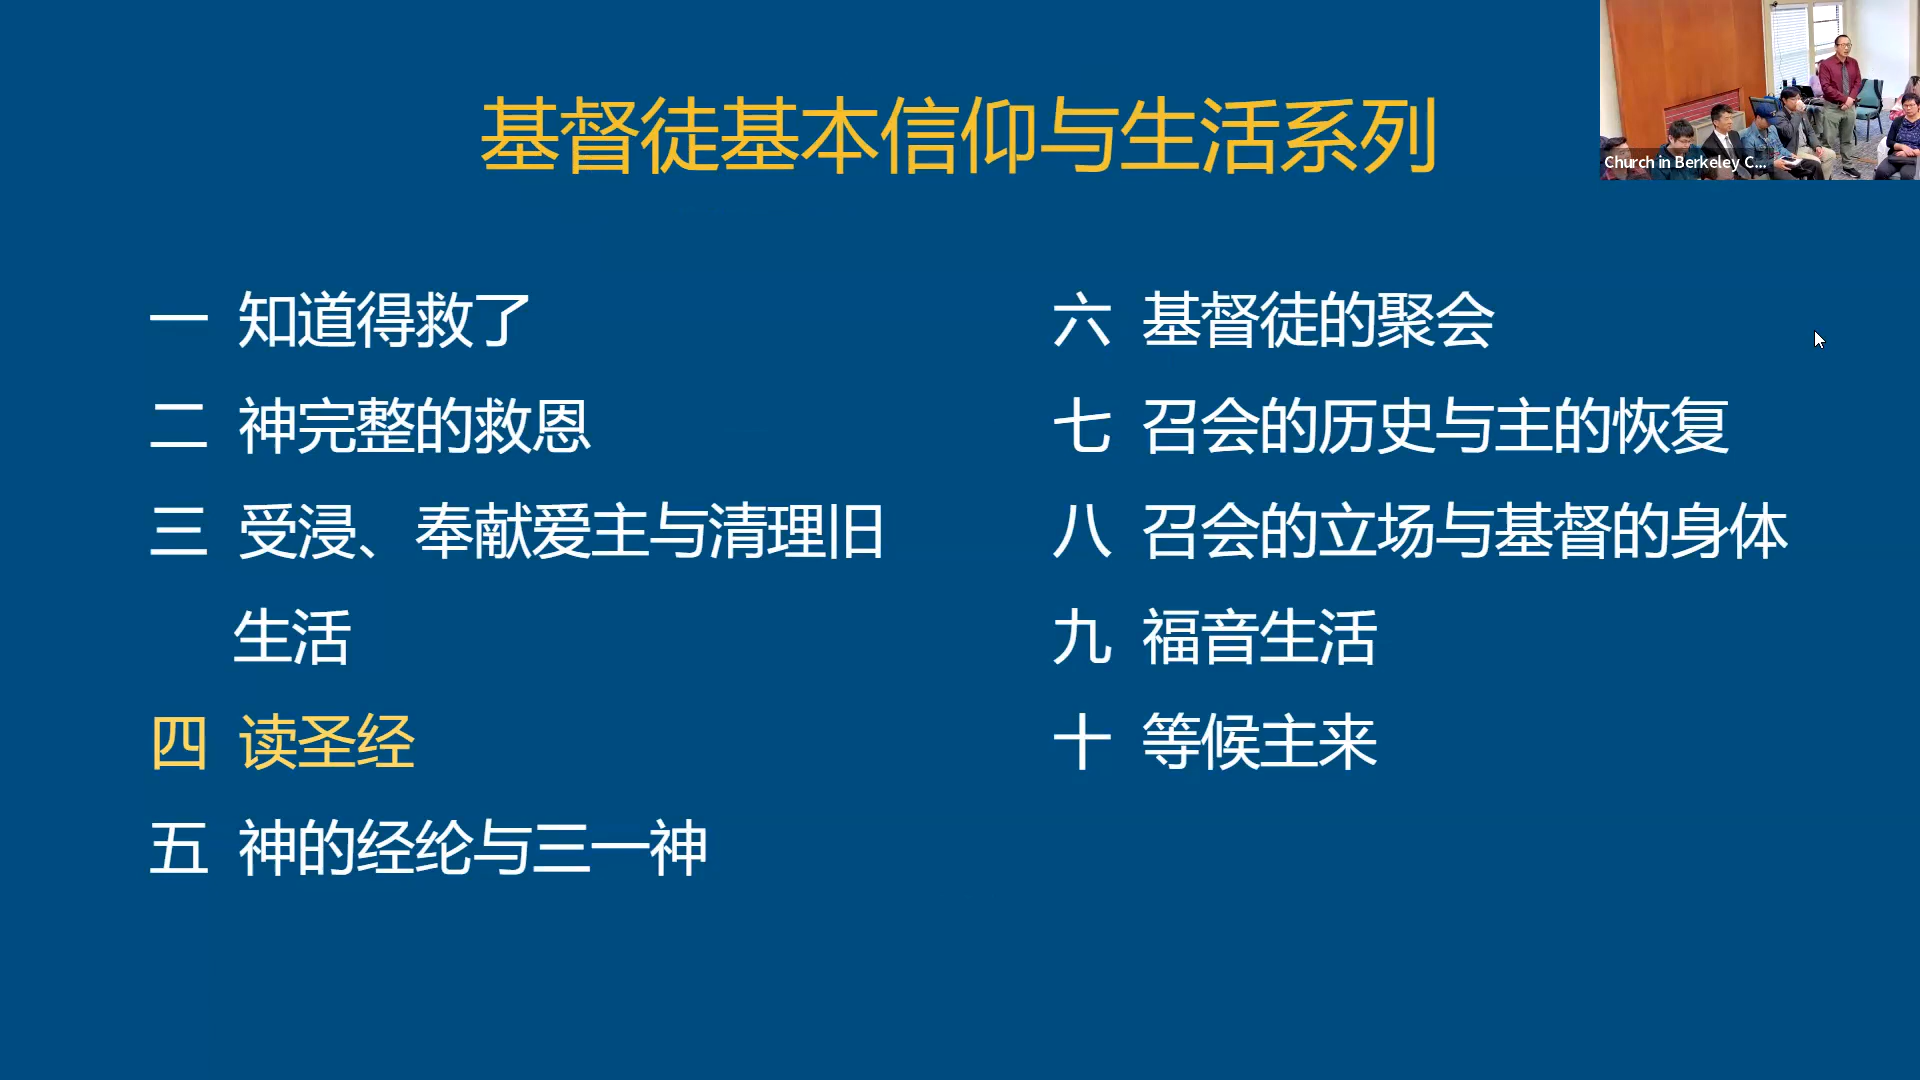 基督徒基本信仰与生活系列
Church in Berkeley C...
一 知道得救了
二 神完整的救恩
三 受浸、奉献爱主与清理旧
生活
四 读圣经
五 神的经纶与三一神
六 基督徒的聚会
七 召会的历史与主的恢复
八 召会的立场与基督的身体
九 福音生活
十 等候主来